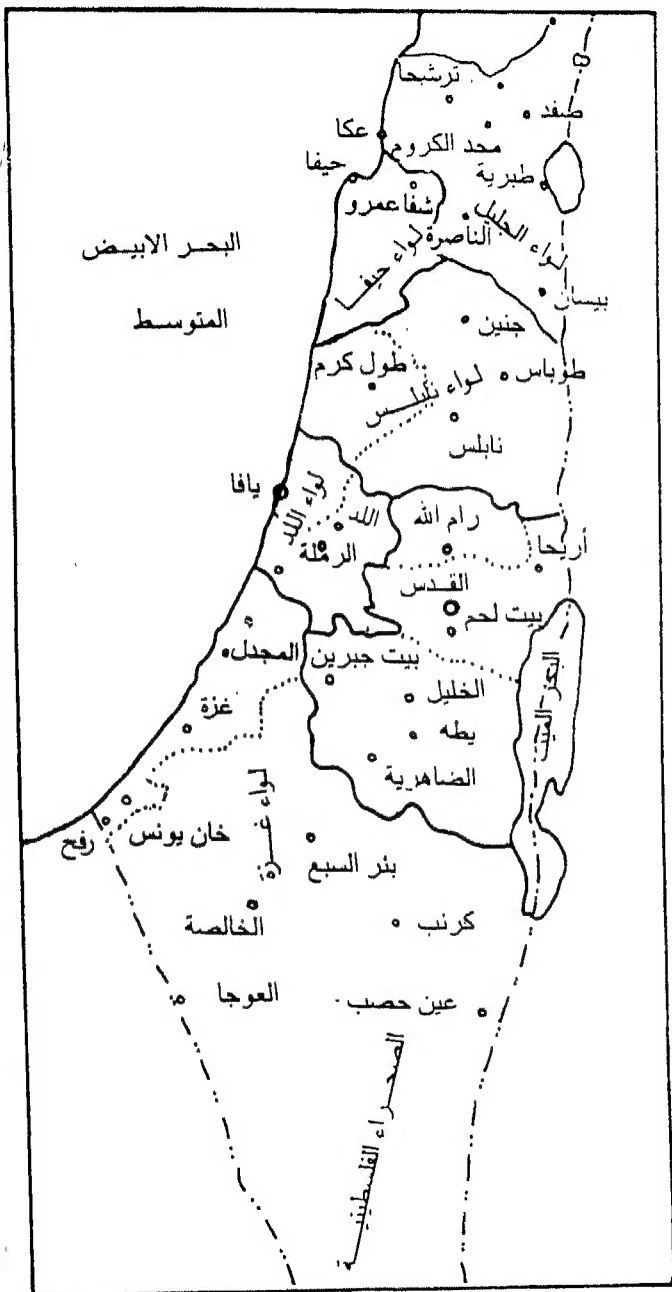 ترشيحا
صفد
عكا
مجد الكروم
حيفا
طبرية
شفا عمرو
الناصرة
لواء الجليل
لواء حيفا
البحر الابيض
المتوسط
بيسان
جنين
طول كرم
طوباس
لواء نابلس
نابلس
يافا
لواء اللد
اللد
رام الله
الرملة
أريحا
القدس
بيت لحم
المجدل
بيت جبرين
البحر الميت
الخليل
غزة
يطه
الضاهرية
لواء غزة
خان يونس
رفح
بئر السبع
الخالصة
كرنب
العوجا
عين حصب
الصحراء الفلسطينية